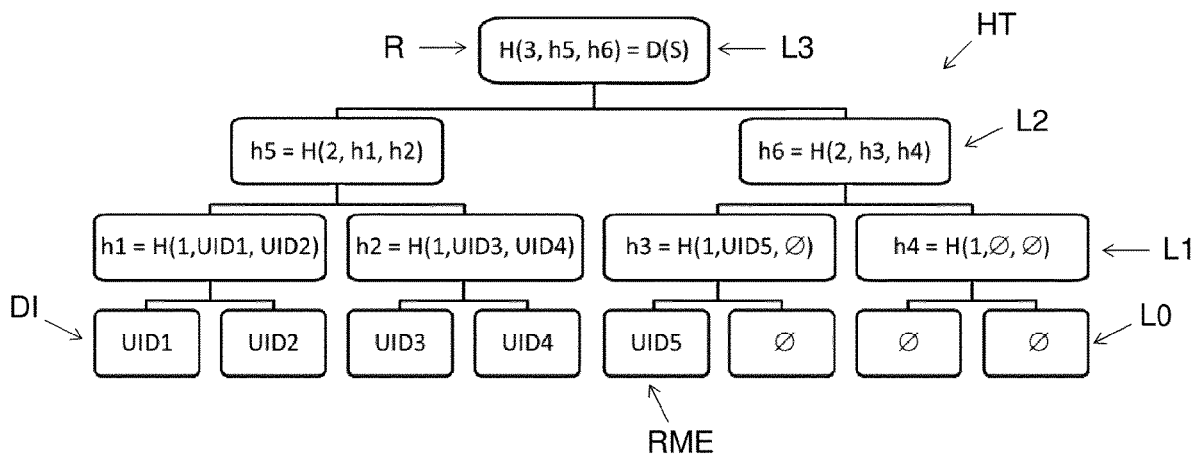 HT
R
H(3, h5, h6) = D(S)
L3
L2
h5 = H(2, h1, h2)
h6 = H(2, h3, h4)
h1 = H(1,UID1, UID2)
h2 = H(1,UID3, UID4)
h3 = H(1,UID5, ∅)
h4 = H(1,∅, ∅)
L1
DI
L0
UID1
UID2
UID3
UID4
UID5
∅
∅
∅
RME